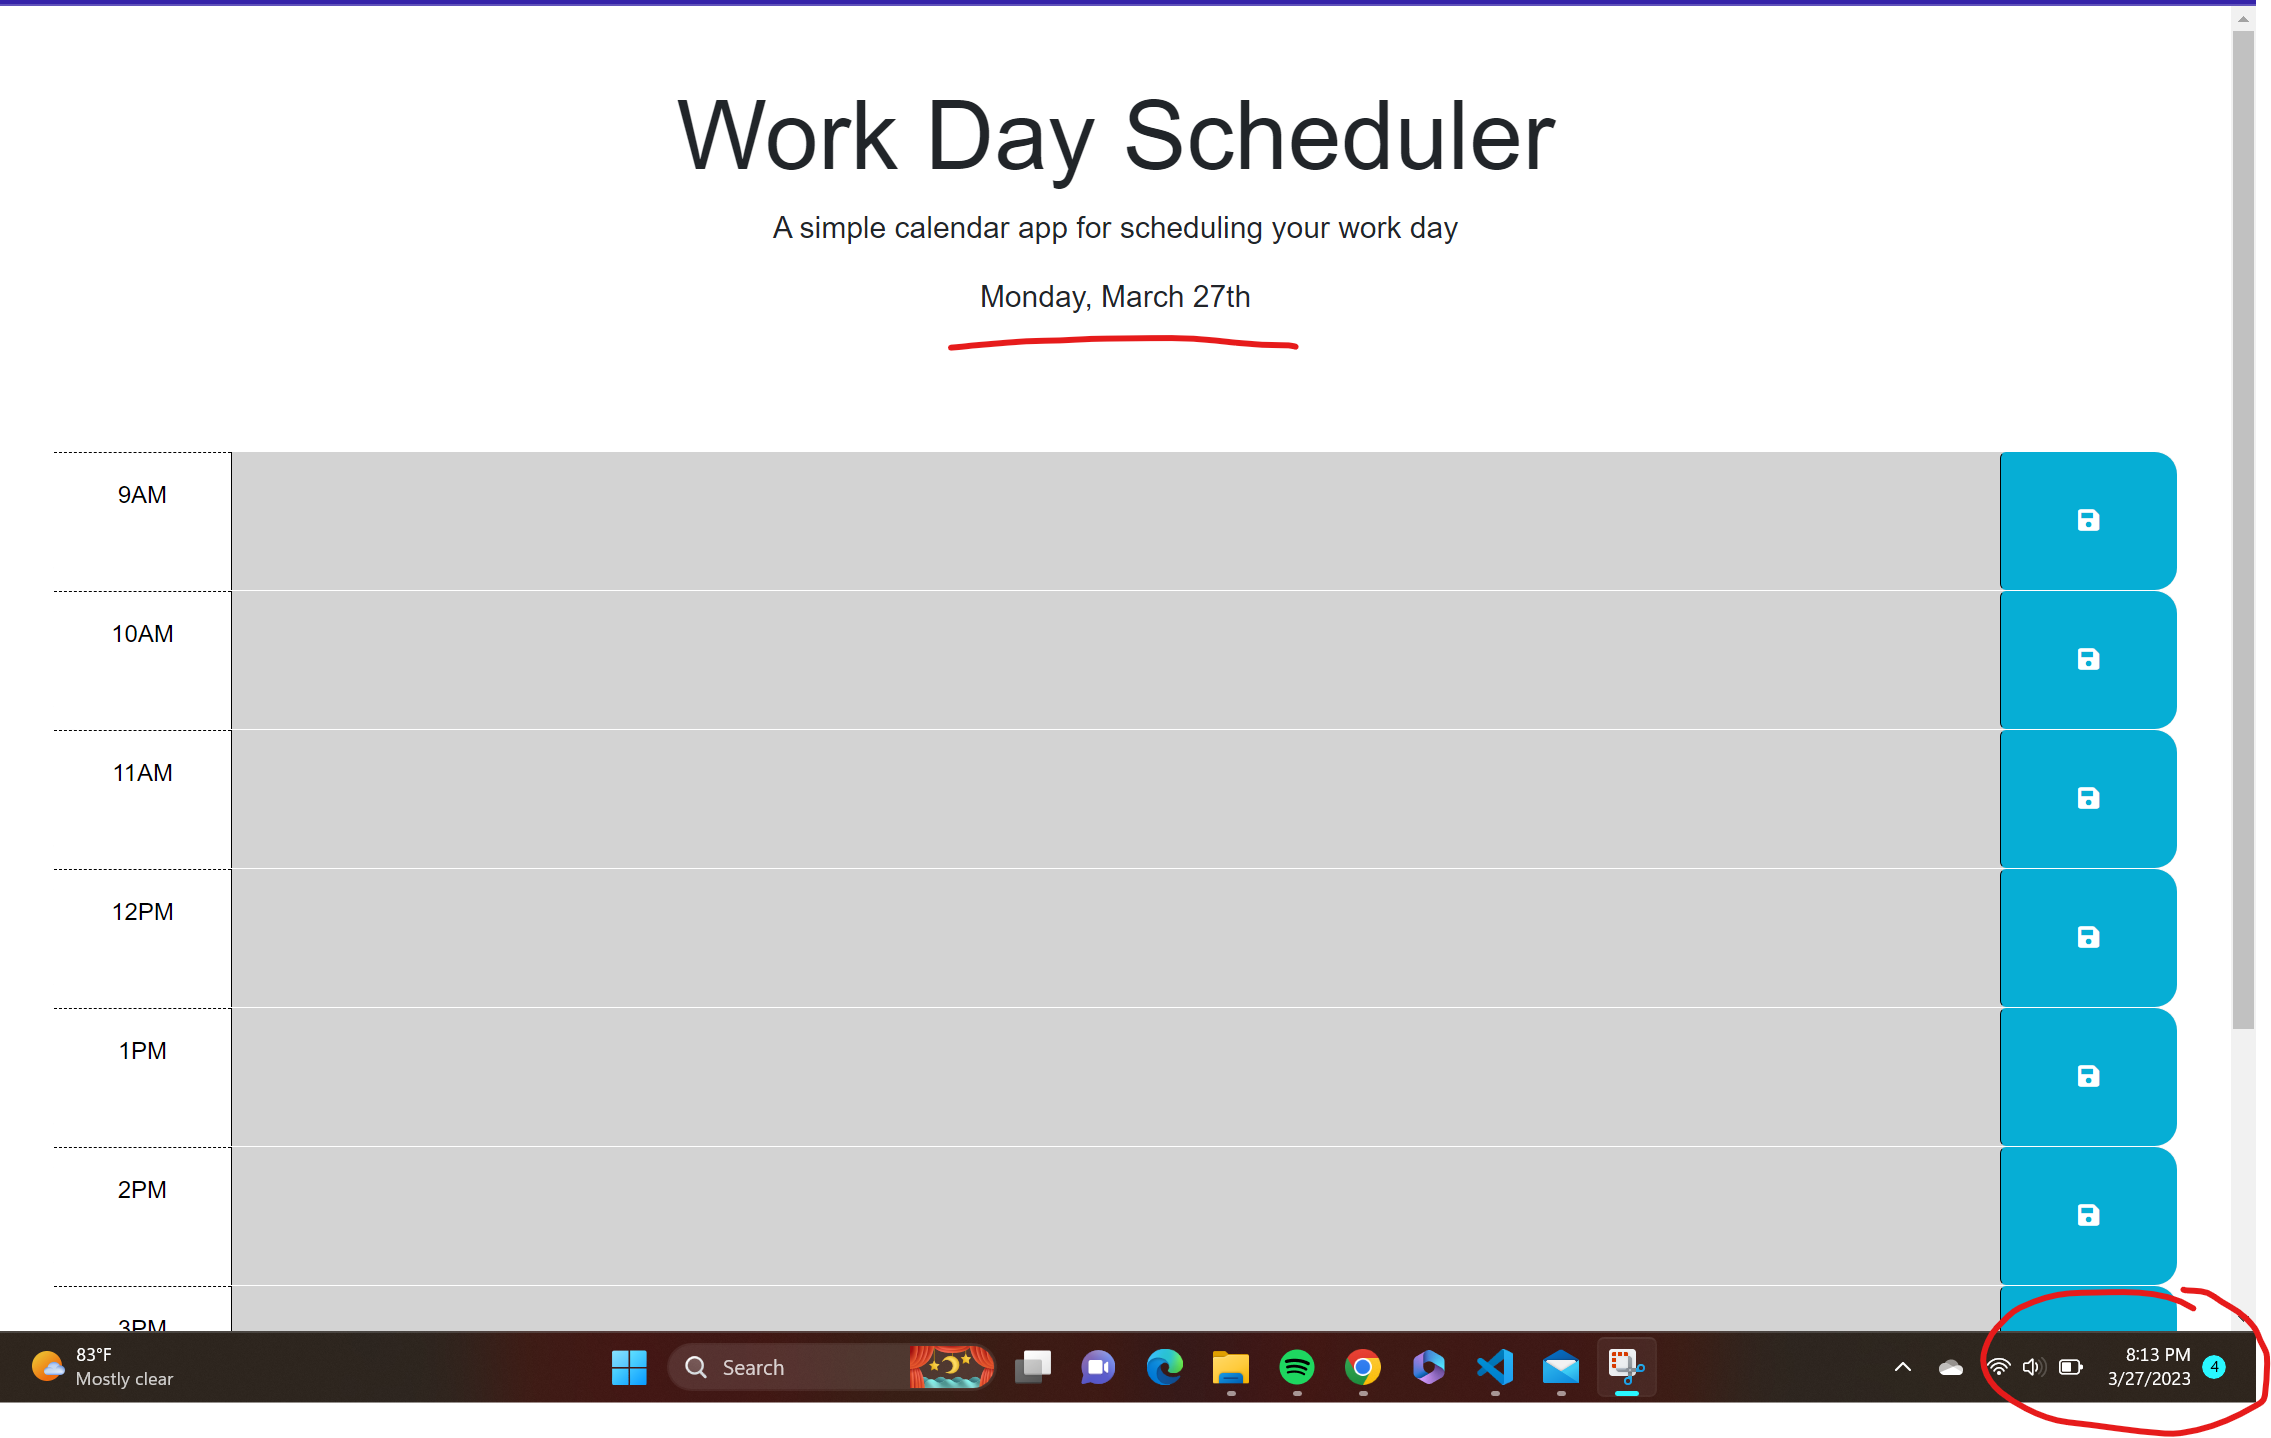 Work Day Scheduler
A simple calendar app for scheduling your work day
Monday, March 27th
9AM
10AM
11AM
12PM
1PM
2PM
3PM
83°F
Mostly clear
Search
8:13 PM
3/27/2023
4